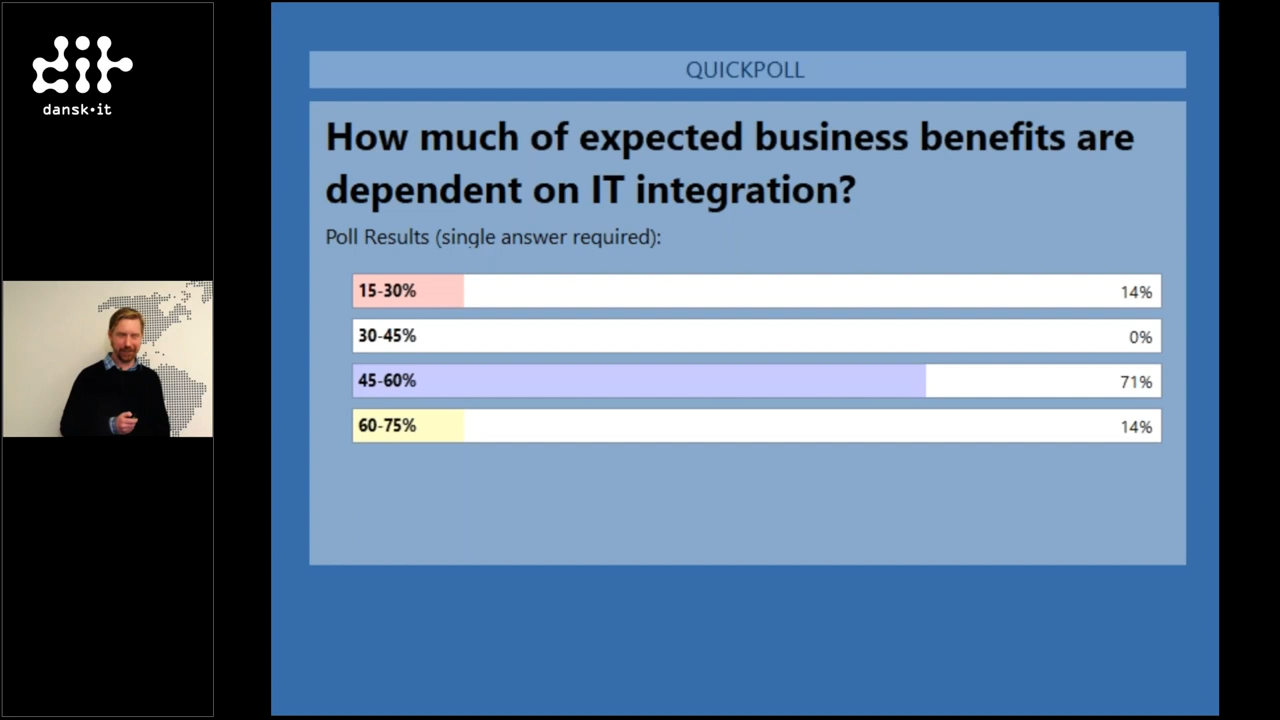 dansk·it
QUICKPOLL
How much of expected business benefits are
dependent on IT integration?
Poll Results (single answer required):
15-30% 14%
30-45% 0%
45-60% 71%
60-75% 14%